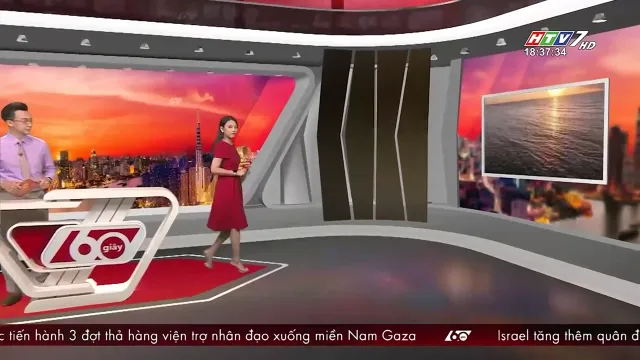 HTV7 HD
18:37:34
60 giây
c tiến hành 3 đợt thả hàng viện trợ nhân đạo xuống miền Nam Gaza 60 Israel tăng thêm quân đ